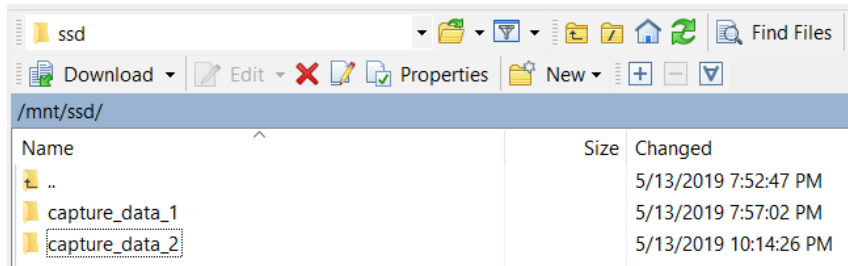 ssd Find Files
Download Edit Properties New
/mnt/ssd/
Name Size Changed
.. 5/13/2019 7:52:47 PM
capture_data_1 5/13/2019 7:57:02 PM
capture_data_2 5/13/2019 10:14:26 PM